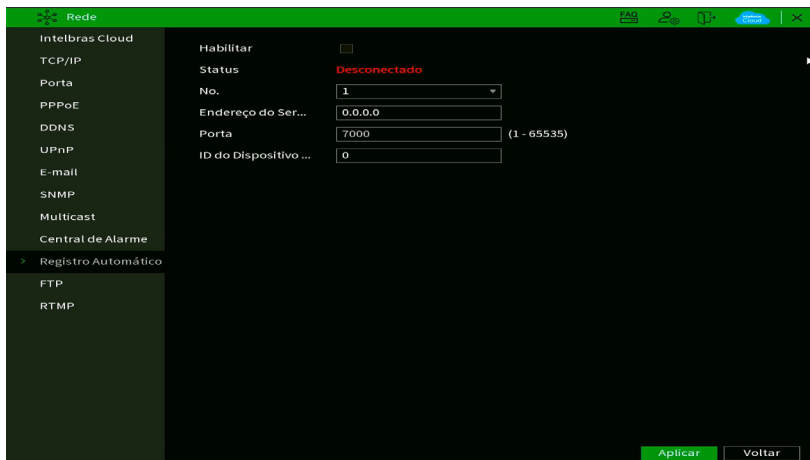 Rede
FAQ
Intelbras Cloud
TCP/IP
Porta
PPPoE
DDNS
UPnP
E-mail
SNMP
Multicast
Central de Alarme
> Registro Automático
FTP
RTMP
Habilitar
Status Desconectado
No. 1
Endereço do Ser... 0.0.0.0
Porta 7000 (1 - 65535)
ID do Dispositivo ... 0
Aplicar Voltar